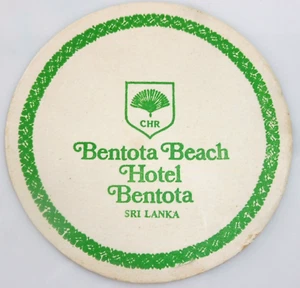 CHR
Bentota Beach
Hotel
Bentota
SRI LANKA